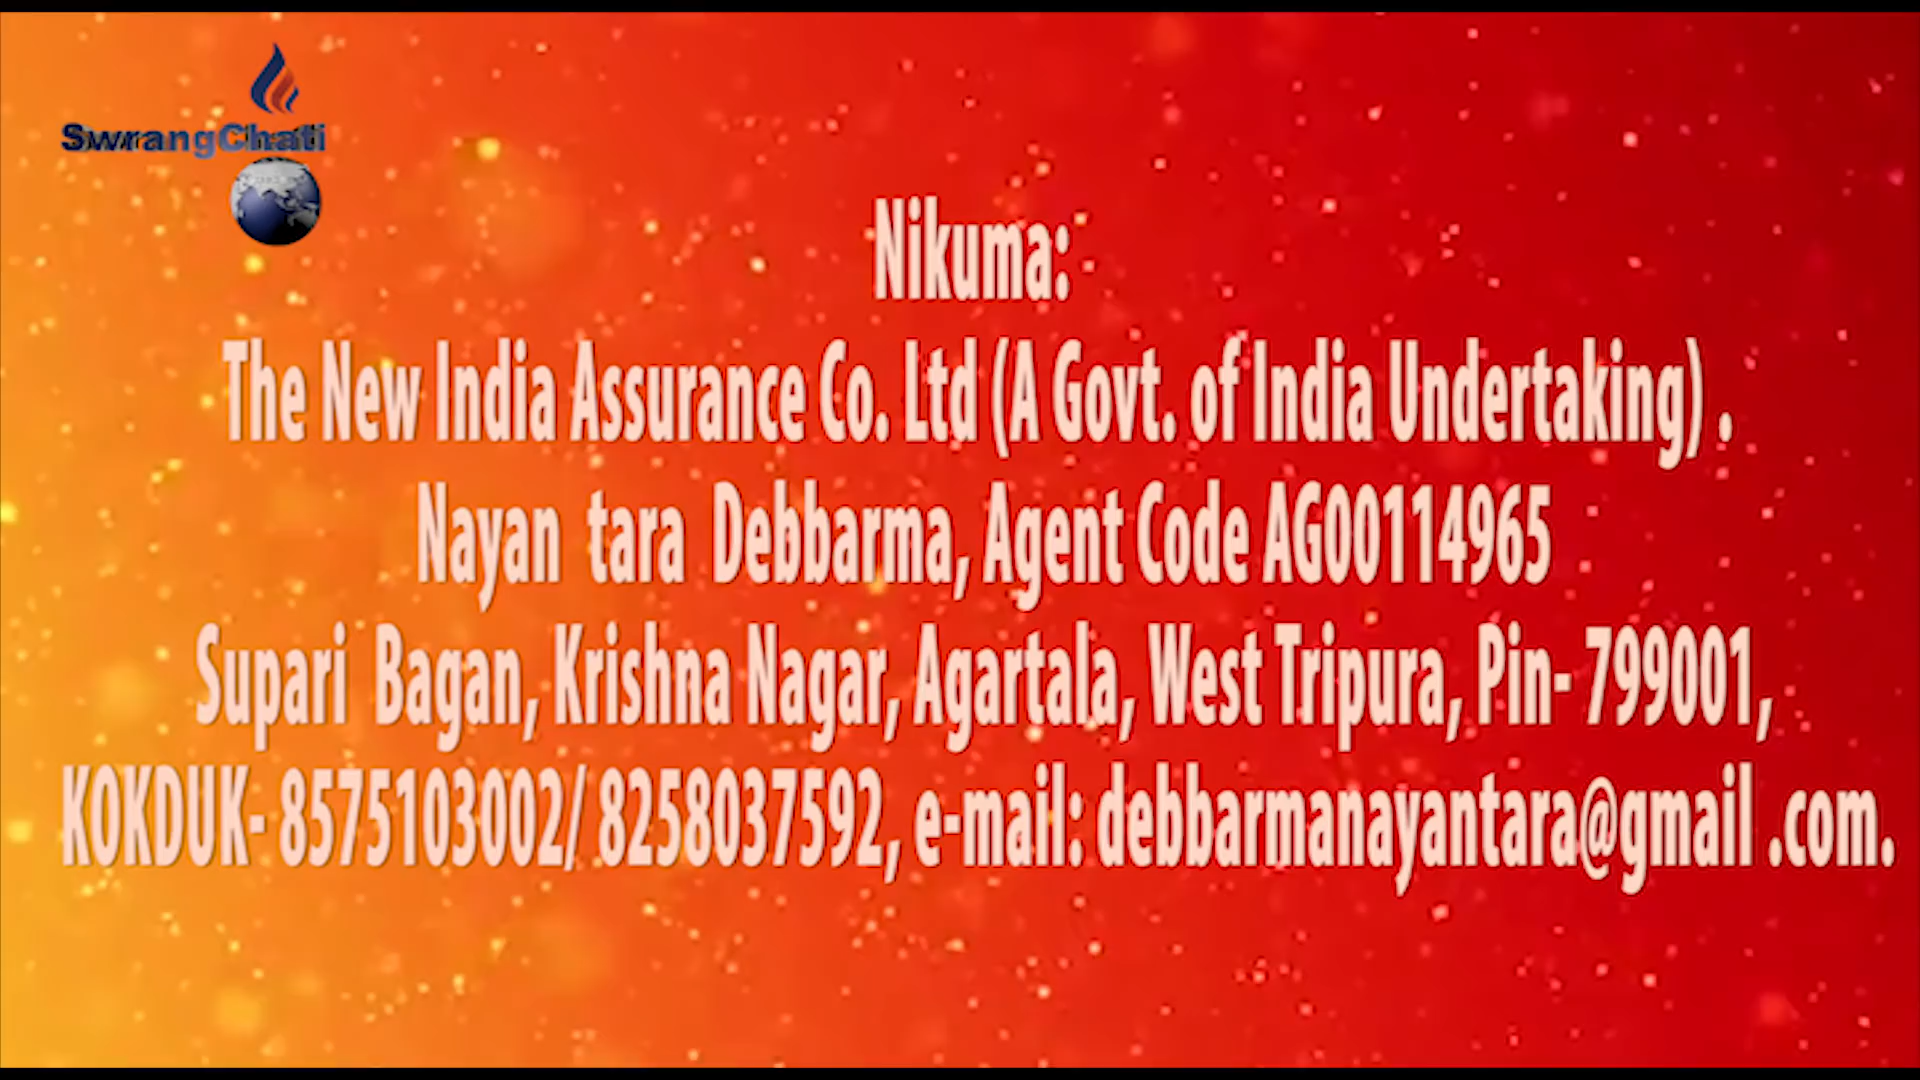 SwrangChati
Nikuma:
The New India Assurance Co. Ltd (A Govt. of India Undertaking) .
Nayan tara Debbarma, Agent Code AG00114965
Supari Bagan, Krishna Nagar, Agartala, West Tripura, Pin- 799001,
KOKDUK- 8575103002/ 8258037592, e-mail: debbarmanayantara@gmail .com.